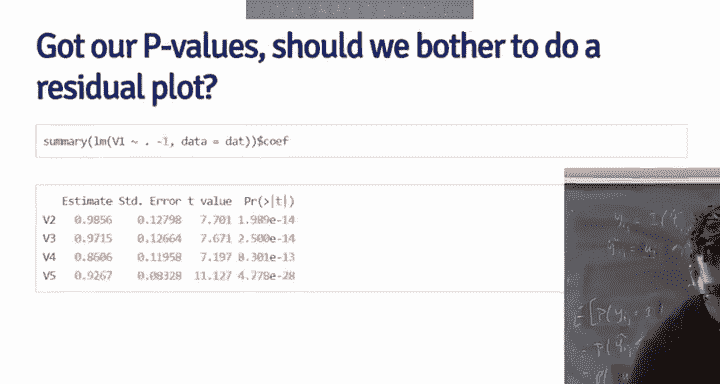 Got our P-values, should we bother to do a
residual plot?
summary(lm(V1 ~ . -1, data = dat))$coef
Estimate Std. Error t value Pr(>|t|)
V2 0.9856 0.12798 7.701 1.989e-14
V3 0.9715 0.12664 7.671 2.500e-14
V4 0.8606 0.11958 7.197 8.301e-13
V5 0.9267 0.08328 11.127 4.778e-28